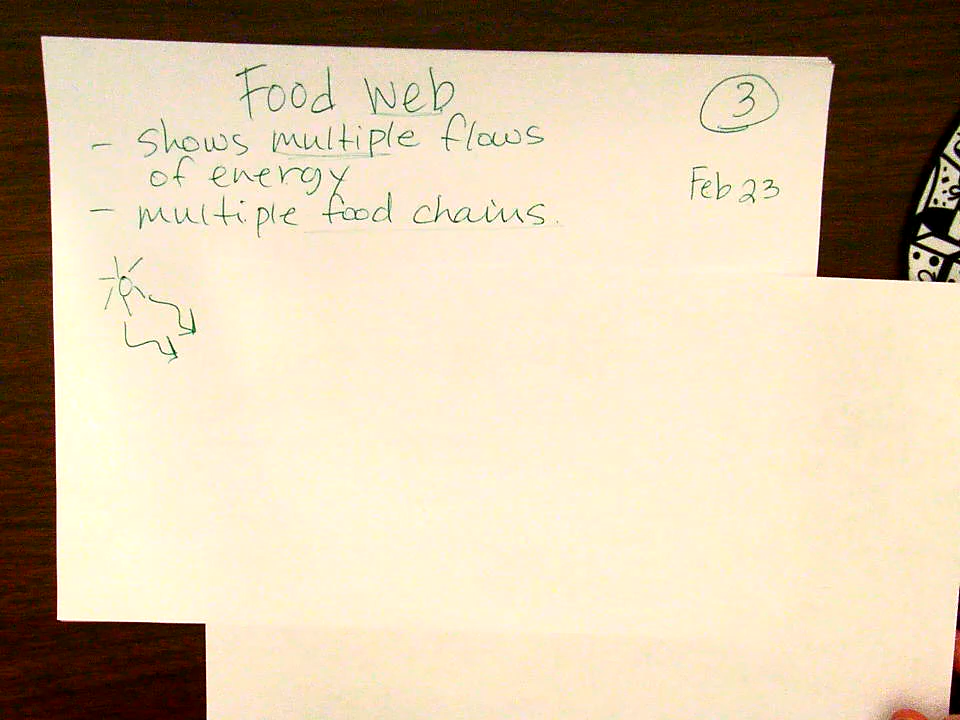 Food web
3
- shows multiple flows
of energy
Feb 23
- multiple food chains.